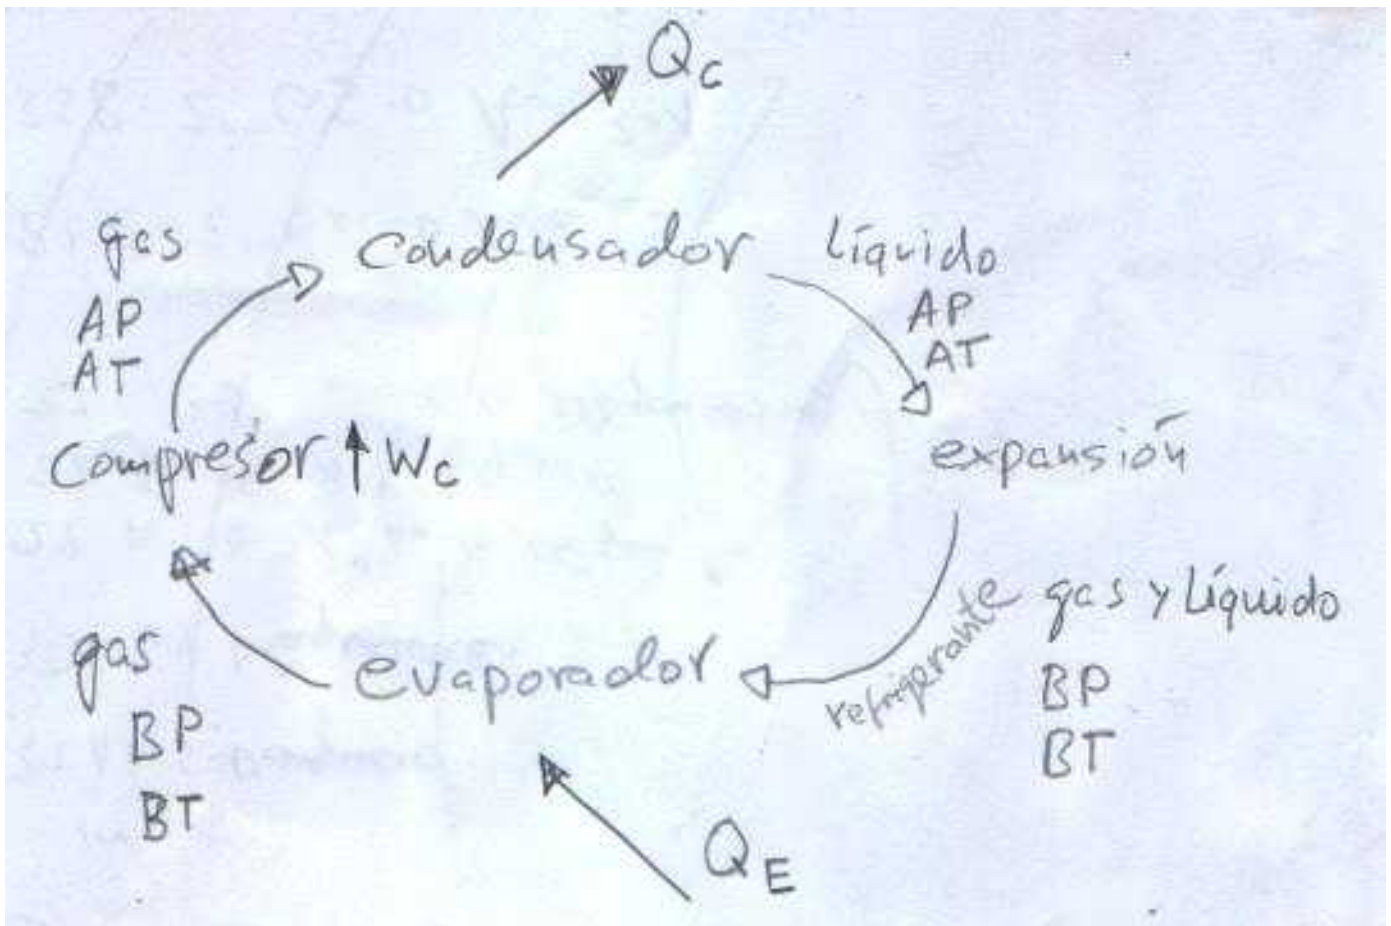 Qc
gas
AP
AT
Condensador
Líquido
AP
AT
Compresor ↑ Wc
expansión
gas
BP
BT
evaporador
refrigerante
gas y Líquido
BP
BT
QE